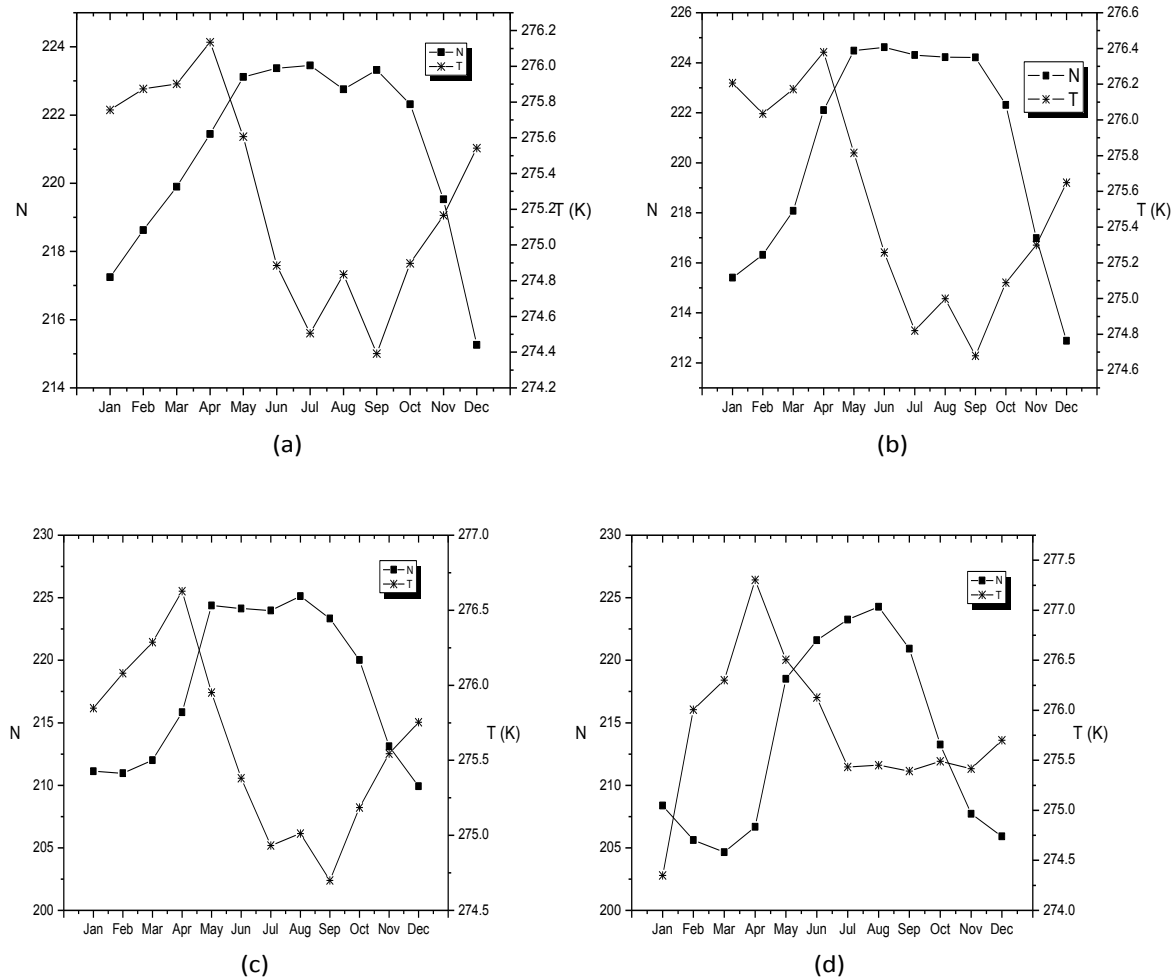 224
222
220
218
216
214
N
276.2
276.0
275.8
275.6
275.4
275.2
275.0
274.8
274.6
274.4
274.2
T (K)
N
T
Jan Feb Mar Apr May Jun Jul Aug Sep Oct Nov Dec
(a)
226
224
222
220
218
216
214
212
N
276.6
276.4
276.2
276.0
275.8
275.6
275.4
275.2
275.0
274.8
274.6
T (K)
N
T
Jan Feb Mar Apr May Jun Jul Aug Sep Oct Nov Dec
(b)
230
225
220
215
210
205
200
N
277.0
276.5
276.0
275.5
275.0
274.5
T (K)
N
T
Jan Feb Mar Apr May Jun Jul Aug Sep Oct Nov Dec
(c)
230
225
220
215
210
205
200
N
277.5
277.0
276.5
276.0
275.5
275.0
274.5
274.0
T (K)
N
T
Jan Feb Mar Apr May Jun Jul Aug Sep Oct Nov Dec
(d)